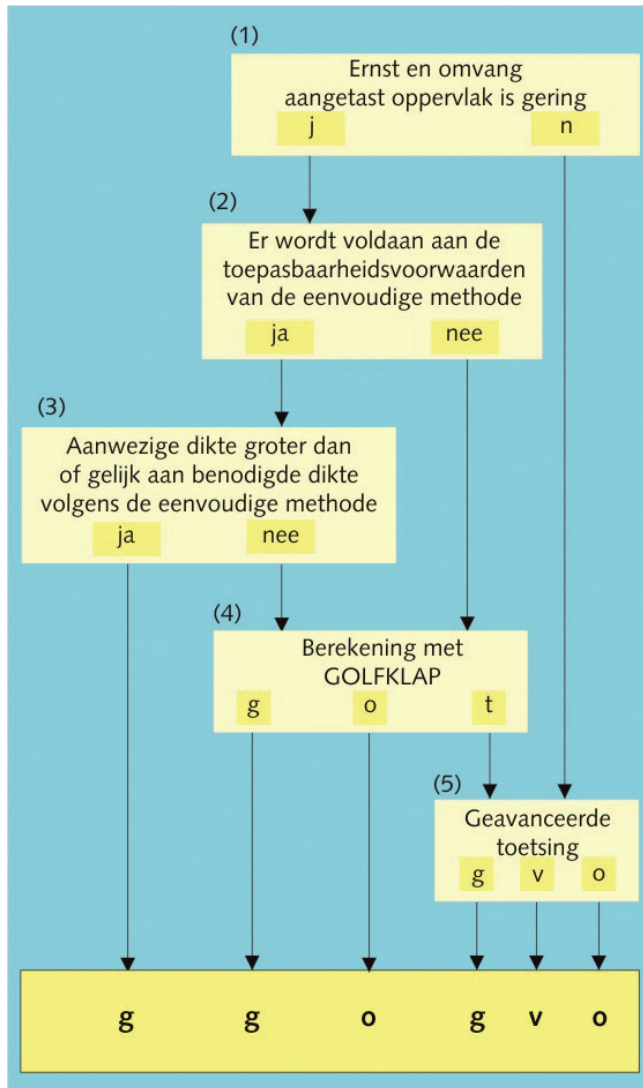 (1)
Ernst en omvang
aangetast oppervlak is gering
j n
(2)
Er wordt voldaan aan de
toepasbaarheidsvoorwaarden
van de eenvoudige methode
ja nee
(3)
Aanwezige dikte groter dan
of gelijk aan benodigde dikte
volgens de eenvoudige methode
ja nee
(4)
Berekening met
GOLFKLAP
g o t
(5)
Geavanceerde
toetsing
g v o
g g o g v o